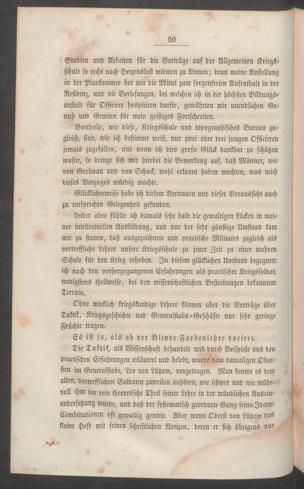 50
Studien und Arbeiten für die Vorträge auf der Allgemeinen Kriegs-
schule so recht nach Herzenslust widmen zu können; denn meine Anstellung
in der Plankammer bot mir die Mittel zum sorgenfreien Aufenthalt in der
Residenz, und die Vorlesungen, bei welchen ich in der höchsten Bildungs-
anstalt für Officiere hospitiren durfte, gewährten mir unendlichen Ge-
nuß und Gewinn für mein geistiges Fortschreiten.
Vortheile, wie diese, Kriegsschule und typographisches Bureau zu-
gleich, sind, wie ich bestimmt weiß, nur zwei oder drei jungen Officieren
jemals zugefallen, und wenn ich dies große Glück dankbar zu schätzen
wußte, so dringt sich mir hierbei die Bemerkung auf, daß Männer, wie
von Grolman und von Schack, wohl erkannt haben mochten, was mich
dieses Vorzuges würdig machte.
Glücklicherweise habe ich diesem Vertrauen und dieser Voraussicht auch
zu entsprechen Gelegenheit gefunden.
Leider aber fühlte ich damals sehr bald die gewaltigen Lücken in mei-
ner intellectuellen Ausbildung, und nur der sehr günstige Umstand kam
mir zu statten, daß ausgezeichnete und practische Militairs zugleich als
vortreffliche Lehrer unsere Kriegsschule zu jener Zeit zu einer wahren
Schule für den Krieg erhoben. In diesem glücklichen Umstand begegnete
ich nach den vorhergegangenen Erfahrungen als practischer Kriegssoldat,
wenigstens theilweise, bei den wissenschaftlichen Bestrebungen bekanntem
Terrain.
Ohne wirklich kriegskundige Lehrer können aber die Vorträge über
Taktik, Kriegsgeschichte und Generalstabs-Geschäfte nur sehr geringe
Früchte tragen.
Es ist ja, als ob der Blinde Farbenlehre docirt.
Die Taktik, als Wissenschaft behandelt und durch Beispiele aus den
practischen Erfahrungen erläutert und belebt, wurde vom damaligen Ober-
sten im Generalstabe, Leo von Lützow, vorgetragen. Man konnte es dem
alten, vortrefflichen Soldaten zuweilen anhören, wie schwer und wie mühe-
voll ihm der rein theoretische Theil seiner Lehre in der mündlichen Ausein-
andersetzung wurde, und daß der systematisch geordnete Gang seine Ideen-
Combinationen oft gewaltig genirte. Aber wenn Oberst von Lützow das
kleine Heft mit seinen schriftlichen Notizen, deren er sich übrigens nur